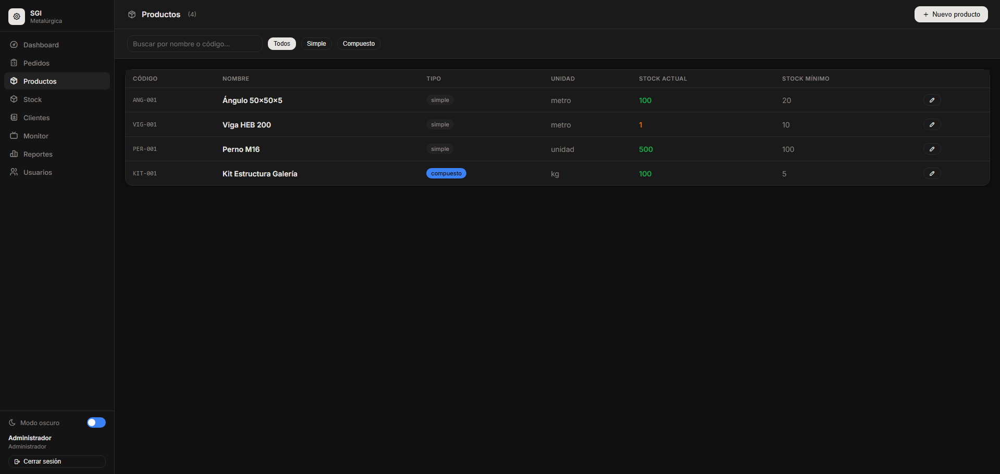 SGI
Metalúrgica
Dashboard
Pedidos
Productos
Stock
Clientes
Monitor
Reportes
Usuarios
Modo oscuro
Administrador
Administrador
Cerrar sesión
Productos (4)
+ Nuevo producto
Buscar por nombre o código... Todos Simple Compuesto
CÓDIGO NOMBRE TIPO UNIDAD STOCK ACTUAL STOCK MÍNIMO
ANG-001 Ángulo 50×50×5 simple metro 100 20
VIG-001 Viga HEB 200 simple metro 1 10
PER-001 Perno M16 simple unidad 500 100
KIT-001 Kit Estructura Galería compuesto kg 100 5